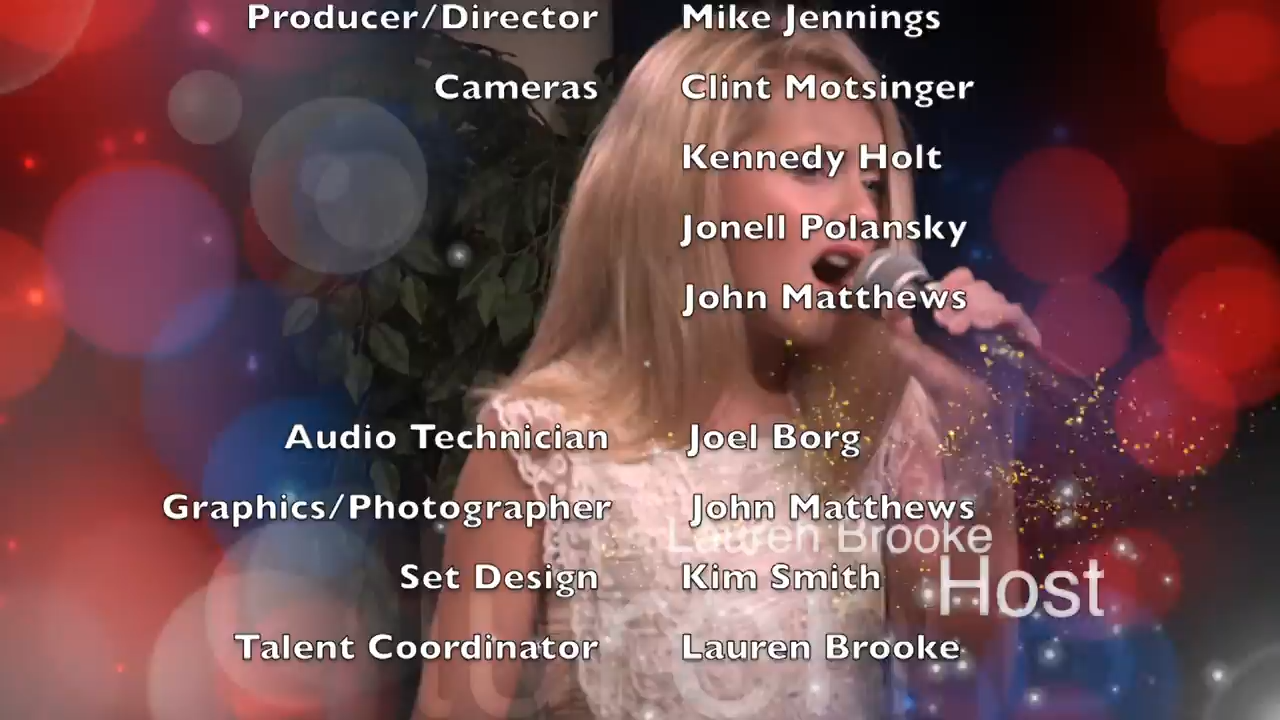 Producer/Director Mike Jennings
Cameras Clint Motsinger
Kennedy Holt
Jonell Polansky
John Matthews
Audio Technician Joel Borg
Graphics/Photographer John Matthews
Lauren Brooke
Set Design Kim Smith
Host
Talent Coordinator Lauren Brooke